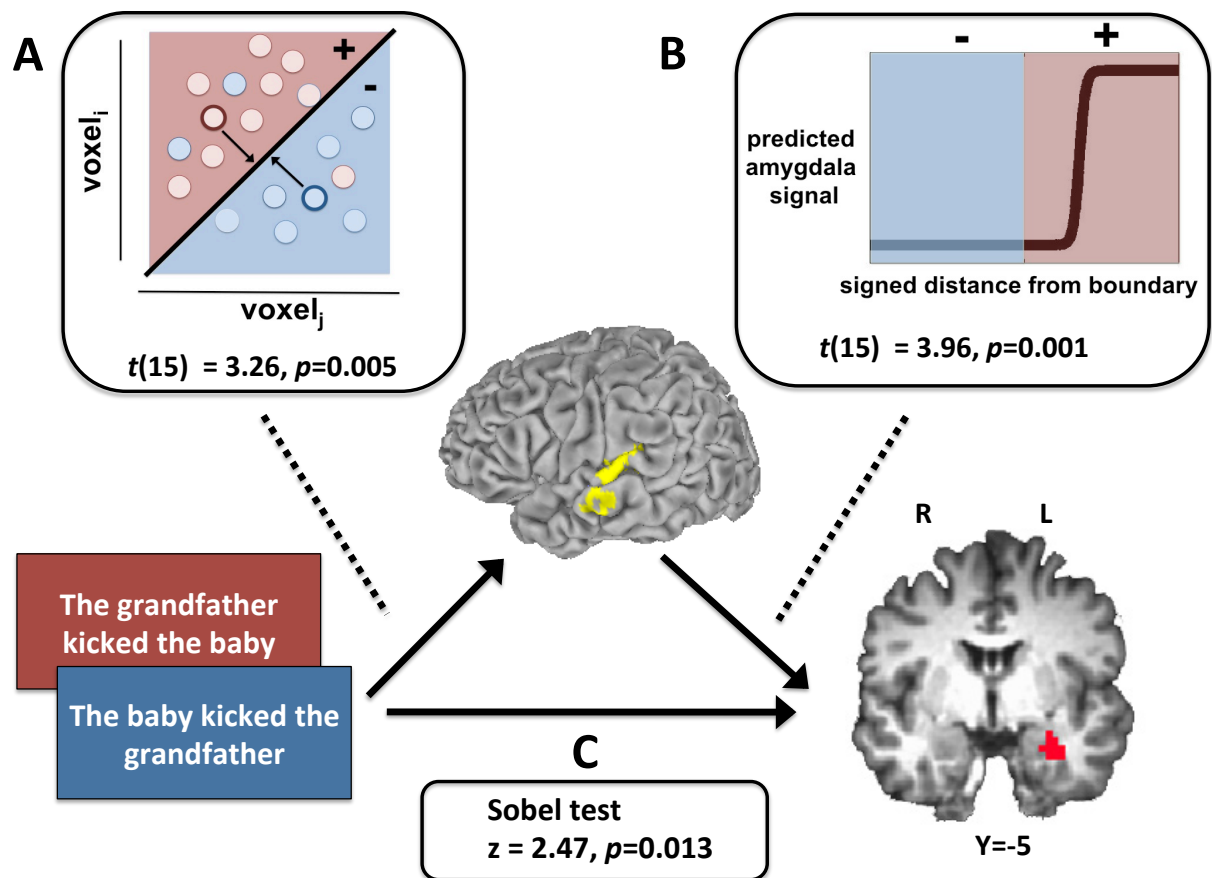 A
+
-
voxel_i
voxel_j
t(15) = 3.26, p=0.005
B
- +
predicted
amygdala
signal
signed distance from boundary
t(15) = 3.96, p=0.001
The grandfather
kicked the baby
The baby kicked the
grandfather
C
Sobel test
z = 2.47, p=0.013
R L
Y=-5